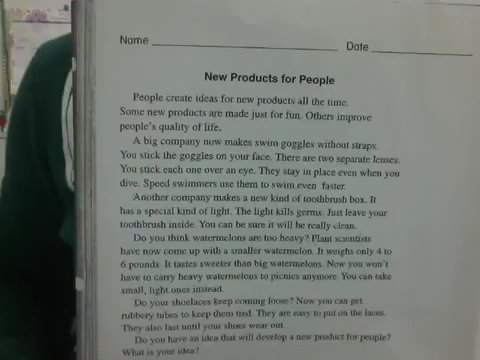 Name Date
New Products for People
People create ideas for new products all the time.
Some new products are made just for fun. Others improve
people's quality of life.
A big company now makes swim goggles without straps.
You stick the goggles on your face. There are two separate lenses.
You stick each one over an eye. They stay in place even when you
dive. Speed swimmers use them to swim even faster.
Another company makes a new kind of toothbrush box. It
has a special kind of light. The light kills germs. Just leave your
toothbrush inside. You can be sure it will be really clean.
Do you think watermelons are too heavy? Plant scientists
have now come up with a smaller watermelon. It weighs only 4 to
6 pounds. It tastes sweeter than big watermelons. Now you won't
have to carry heavy watermelons to picnics anymore. You can take
small, light ones instead.
Do your shoelaces keep coming loose? Now you can get
rubbery tubes to keep them tied. They are easy to put on the laces.
They also last until your shoes wear out.
Do you have an idea that will develop a new product for people?
What is your idea?